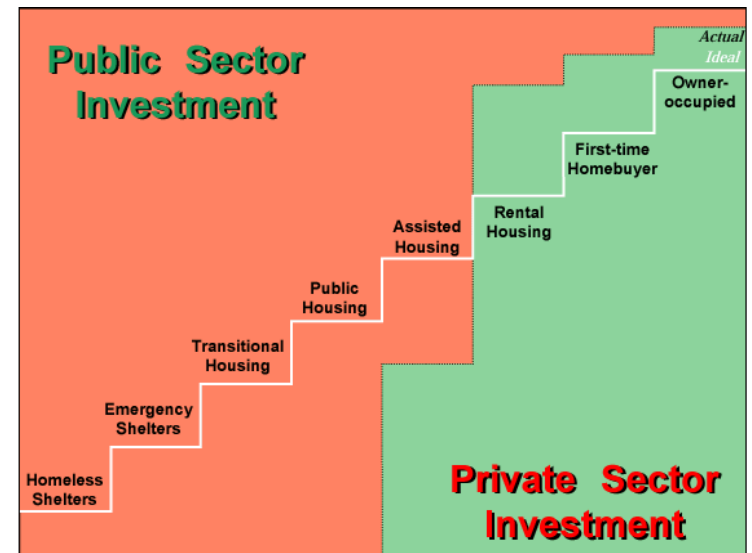 Public Sector
Investment
Actual
Ideal
Owner-
occupied
First-time
Homebuyer
Rental
Housing
Assisted
Housing
Public
Housing
Transitional
Housing
Emergency
Shelters
Homeless
Shelters
Private Sector
Investment